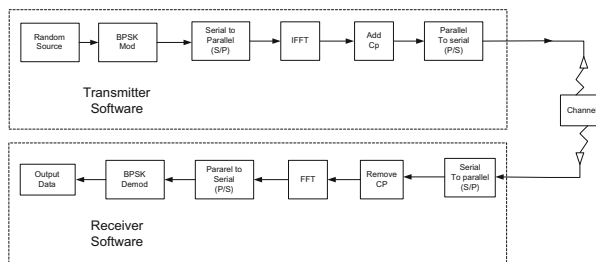 Random
Source
BPSK
Mod
Serial to
Parallel
(S/P)
IFFT
Add
Cp
Parallel
To serial
(P/S)
Transmitter
Software
Channel
Output
Data
BPSK
Demod
Pararel to
Serial
(P/S)
FFT
Remove
CP
Serial
To parallel
(S/P)
Receiver
Software